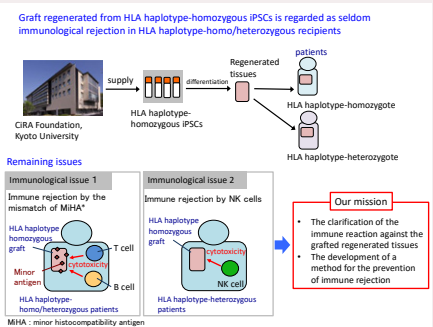 Graft regenerated from HLA haplotype-homozygous iPSCs is regarded as seldom
immunological rejection in HLA haplotype-homo/heterozygous recipients
patients
Regenerated
tissues
supply
differentiation
HLA haplotype-homozygote
CiRA Foundation,
Kyoto University
HLA haplotype-
homozygous iPSCs
HLA haplotype-heterozygote
Remaining issues
Immunological issue 1
Immune rejection by the
mismatch of MiHA*
HLA haplotype
homozygous
graft
T cell
cytotoxicity
Minor
antigen
B cell
HLA haplotype-
homo/heterozygous patients
Immunological issue 2
Immune rejection by NK cells
HLA haplotype
homozygous
graft
cytotoxicity
NK cell
HLA haplotype-heterozygous
patients
Our mission
• The clarification of the
immune reaction against the
grafted regenerated tissues
• The development of a
method for the prevention
of immune rejection
MiHA : minor histocompatibility antigen